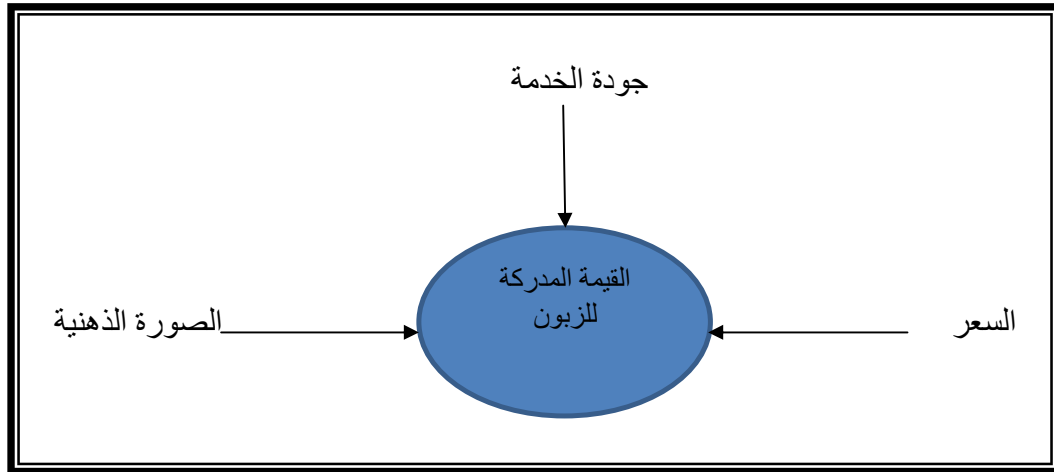 جودة الخدمة
القيمة المدركة
للزبون
السعر
الصورة الذهنية